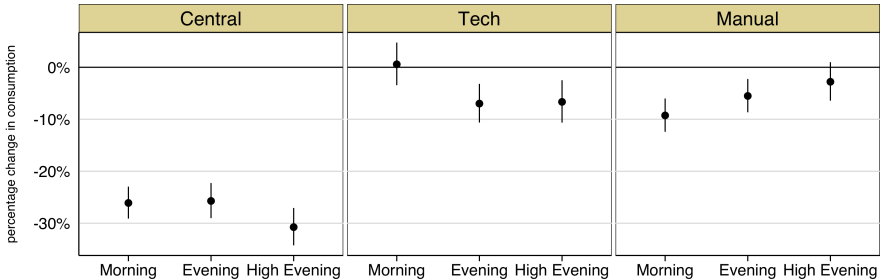 Central Tech Manual
percentage change in consumption
0%
-10%
-20%
-30%
Morning Evening High Evening Morning Evening High Evening Morning Evening High Evening